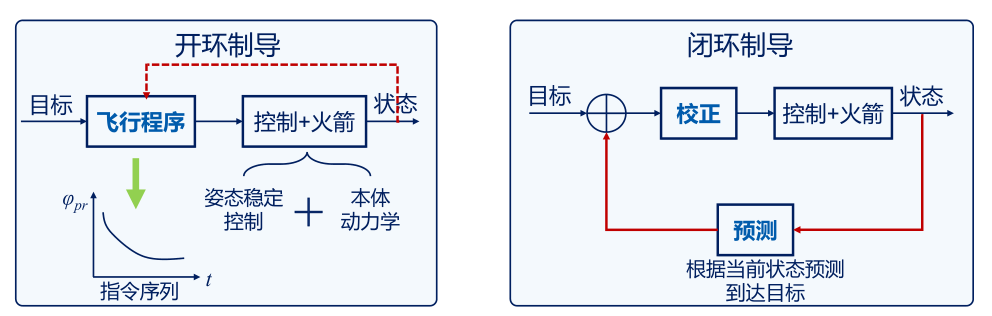 开环制导
目标
飞行程序
控制+火箭
状态
姿态稳定
控制
+
本体
动力学
φpr
t
指令序列
闭环制导
目标
校正
控制+火箭
状态
预测
根据当前状态预测
到达目标